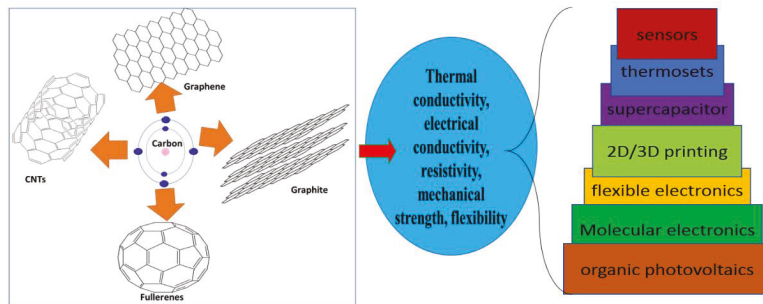 Graphene
CNTs
Carbon
Graphite
Fullerenes
Thermal
conductivity,
electrical
conductivity,
resistivity,
mechanical
strength, flexibility
sensors
thermosets
supercapacitor
2D/3D printing
flexible electronics
Molecular electronics
organic photovoltaics